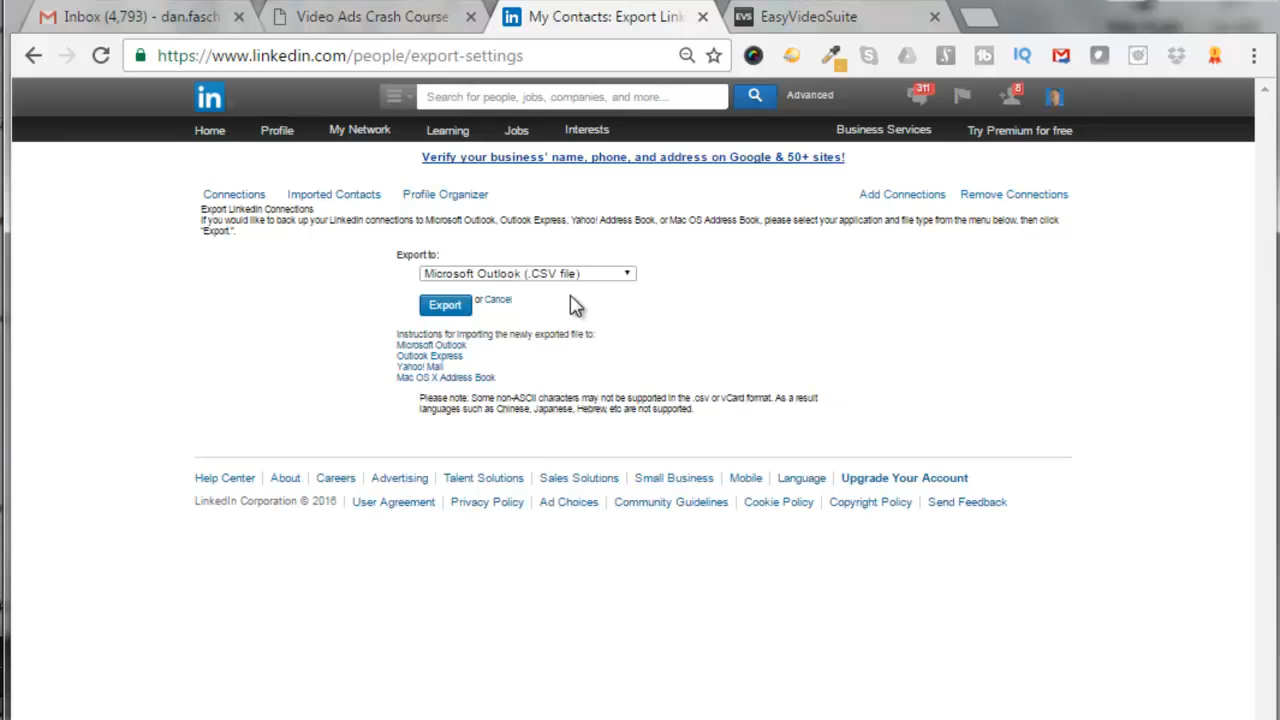 Inbox (4,793) - dan.fasch
Video Ads Crash Course
in My Contacts: Export Link
EVS EasyVideoSuite
https://www.linkedin.com/people/export-settings
in Search for people, jobs, companies, and more... Advanced 311 8
Home Profile My Network Learning Jobs Interests Business Services Try Premium for free
Verify your business' name, phone, and address on Google & 50+ sites!
Connections Imported Contacts Profile Organizer Add Connections Remove Connections
Export LinkedIn Connections
If you would like to back up your LinkedIn connections to Microsoft Outlook, Outlook Express, Yahoo! Address Book, or Mac OS Address Book, please select your application and file type from the menu below, then click
"Export.".
Export to:
Microsoft Outlook (.CSV file)
Export or Cancel
Instructions for importing the newly exported file to:
Microsoft Outlook
Outlook Express
Yahoo! Mail
Mac OS X Address Book
Please note: Some non-ASCII characters may not be supported in the .csv or vCard format. As a result
languages such as Chinese, Japanese, Hebrew, etc are not supported.
Help Center About Careers Advertising Talent Solutions Sales Solutions Small Business Mobile Language Upgrade Your Account
LinkedIn Corporation © 2016 User Agreement Privacy Policy Ad Choices Community Guidelines Cookie Policy Copyright Policy Send Feedback